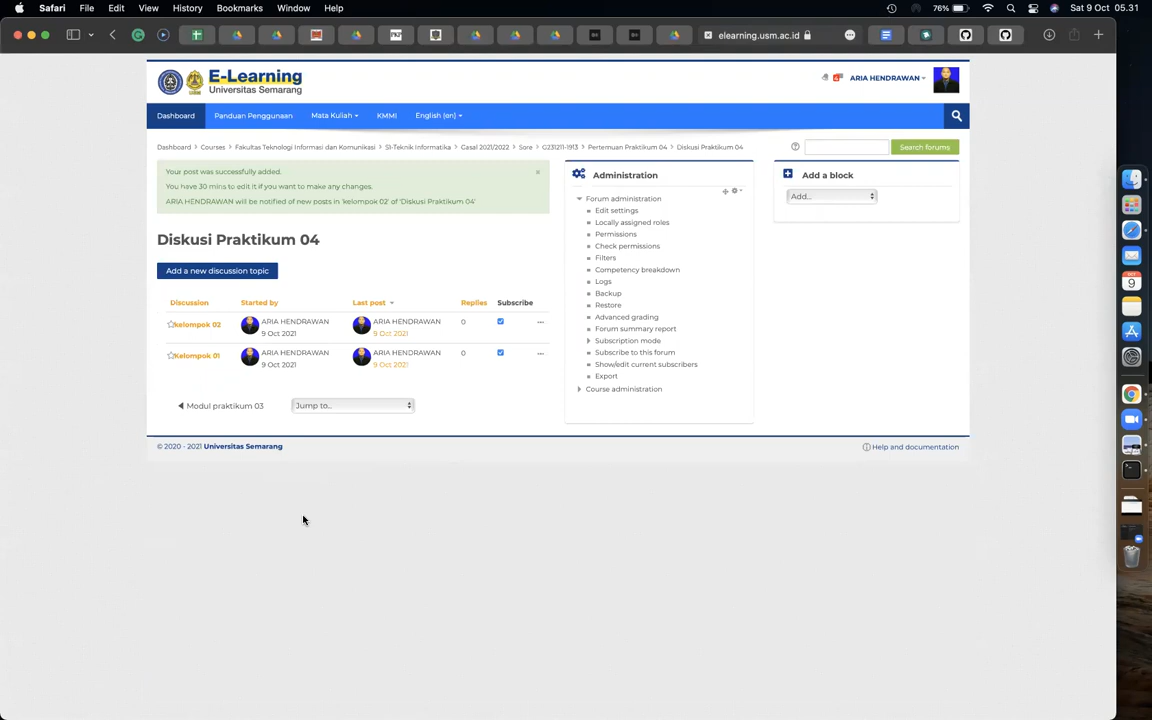 Safari File Edit View History Bookmarks Window Help 76% Sat 9 Oct 05.31
elearning.usm.ac.id
E-Learning
Universitas Semarang
ARIA HENDRAWAN
Dashboard Panduan Penggunaan Mata Kuliah KMMI English (en)
Dashboard Courses Fakultas Teknologi Informasi dan Komunikasi S1-Teknik Informatika Gasal 2021/2022 Sore G231211-1913 Pertemuan Praktikum 04 Diskusi Praktikum 04
Search forums
Your post was successfully added.
You have 30 mins to edit it if you want to make any changes.
ARIA HENDRAWAN will be notified of new posts in 'kelompok 02' of 'Diskusi Praktikum 04'
×
Diskusi Praktikum 04
Add a new discussion topic
Discussion Started by Last post Replies Subscribe
kelompok 02 ARIA HENDRAWAN ARIA HENDRAWAN 0
9 Oct 2021 9 Oct 2021
Kelompok 01 ARIA HENDRAWAN ARIA HENDRAWAN 0
9 Oct 2021 9 Oct 2021
Modul praktikum 03 Jump to...
Administration
Forum administration
Edit settings
Locally assigned roles
Permissions
Check permissions
Filters
Competency breakdown
Logs
Backup
Restore
Advanced grading
Forum summary report
Subscription mode
Subscribe to this forum
Show/edit current subscribers
Export
Course administration
Add a block
Add...
© 2020 - 2021 Universitas Semarang
Help and documentation